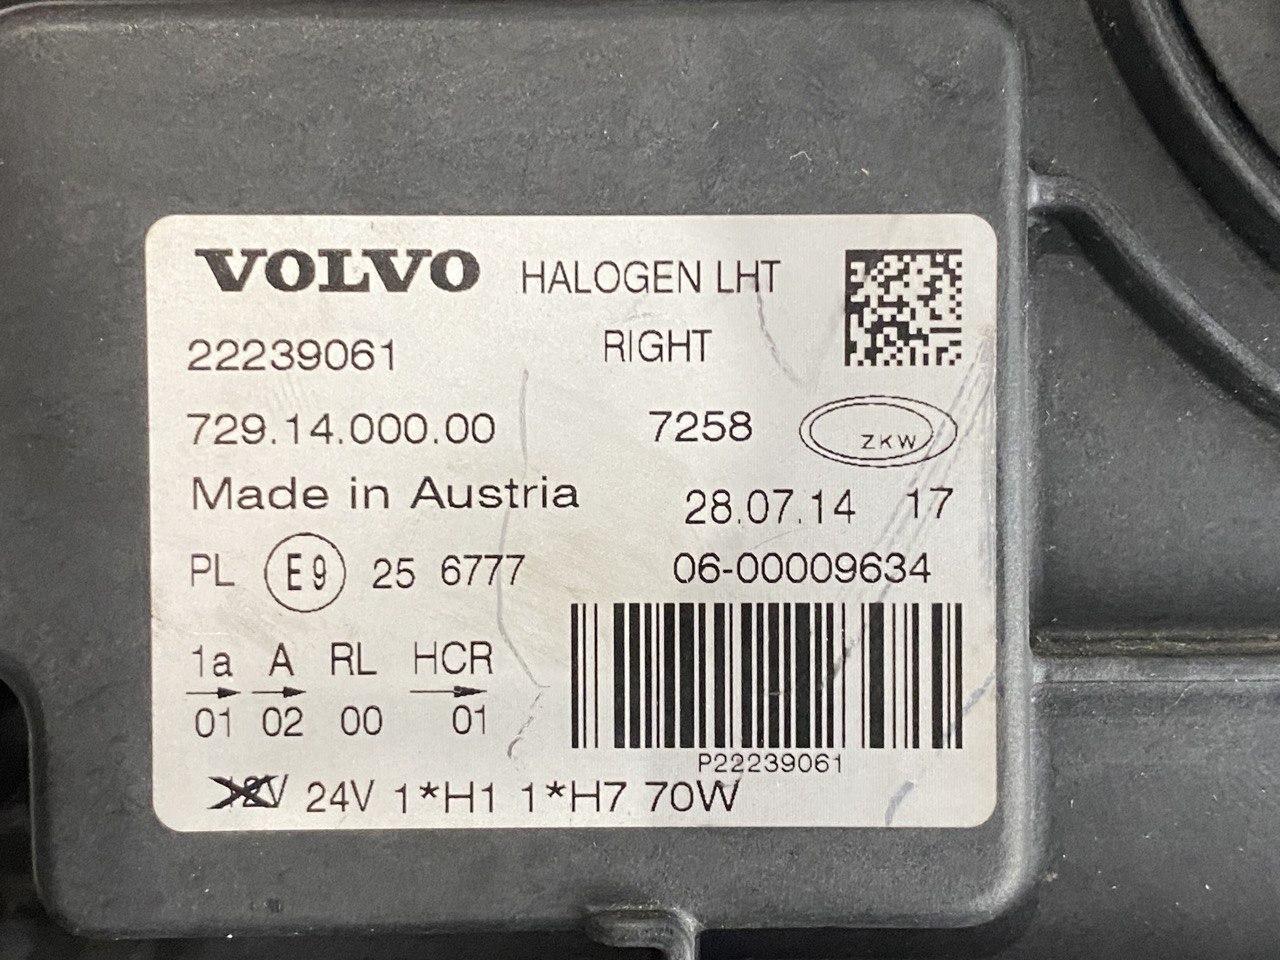 VOLVO HALOGEN LHT
22239061 RIGHT
729.14.000.00 7258 ZKW
Made in Austria 28.07.14 17
PL E9 25 6777 06-00009634
1a A RL HCR
01 02 00 01
P22239061
12V 24V 1*H1 1*H7 70W